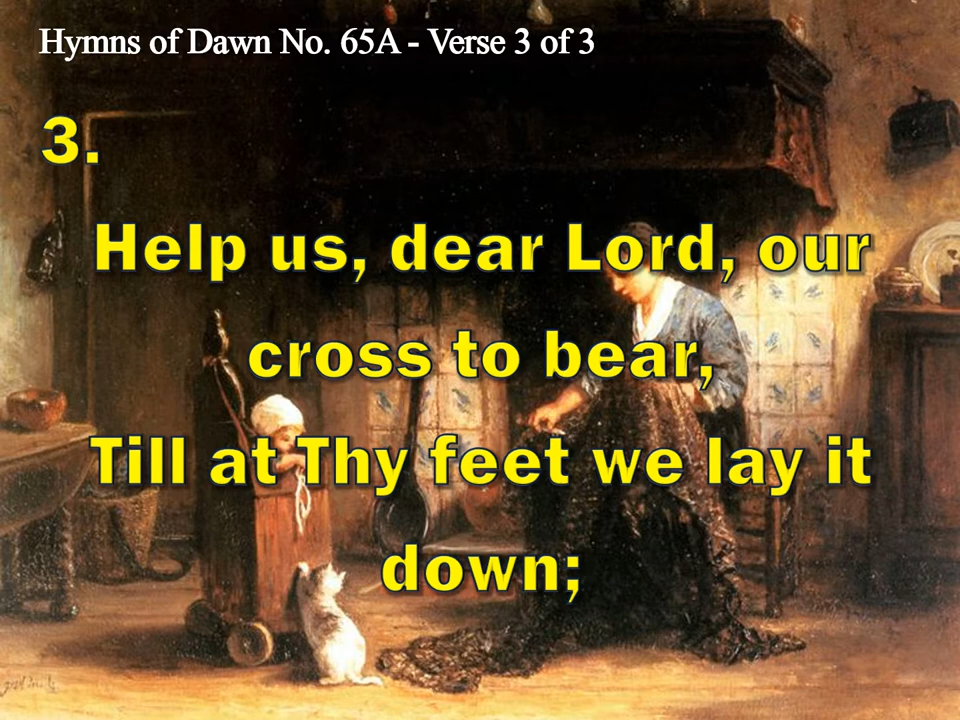 Hymns of Dawn No. 65A - Verse 3 of 3
3.
Help us, dear Lord, our
cross to bear,
Till at Thy feet we lay it
down;